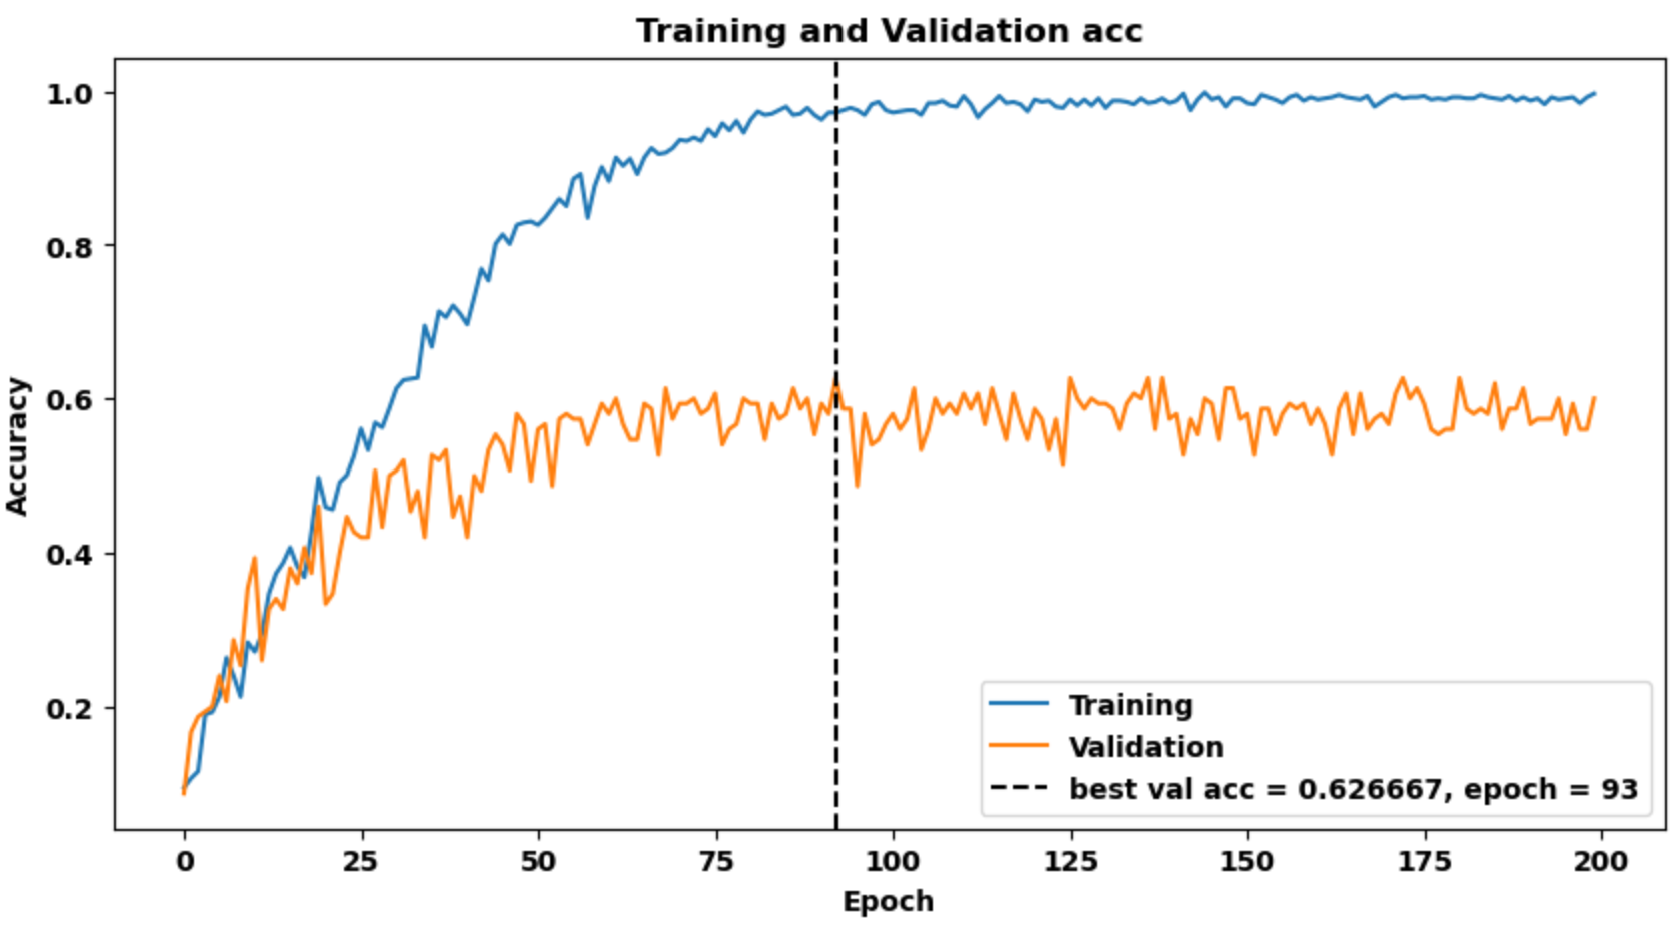 Training and Validation acc
1.0
0.8
0.6
0.4
0.2
Accuracy
Training
Validation
best val acc = 0.626667, epoch = 93
0 25 50 75 100 125 150 175 200
Epoch